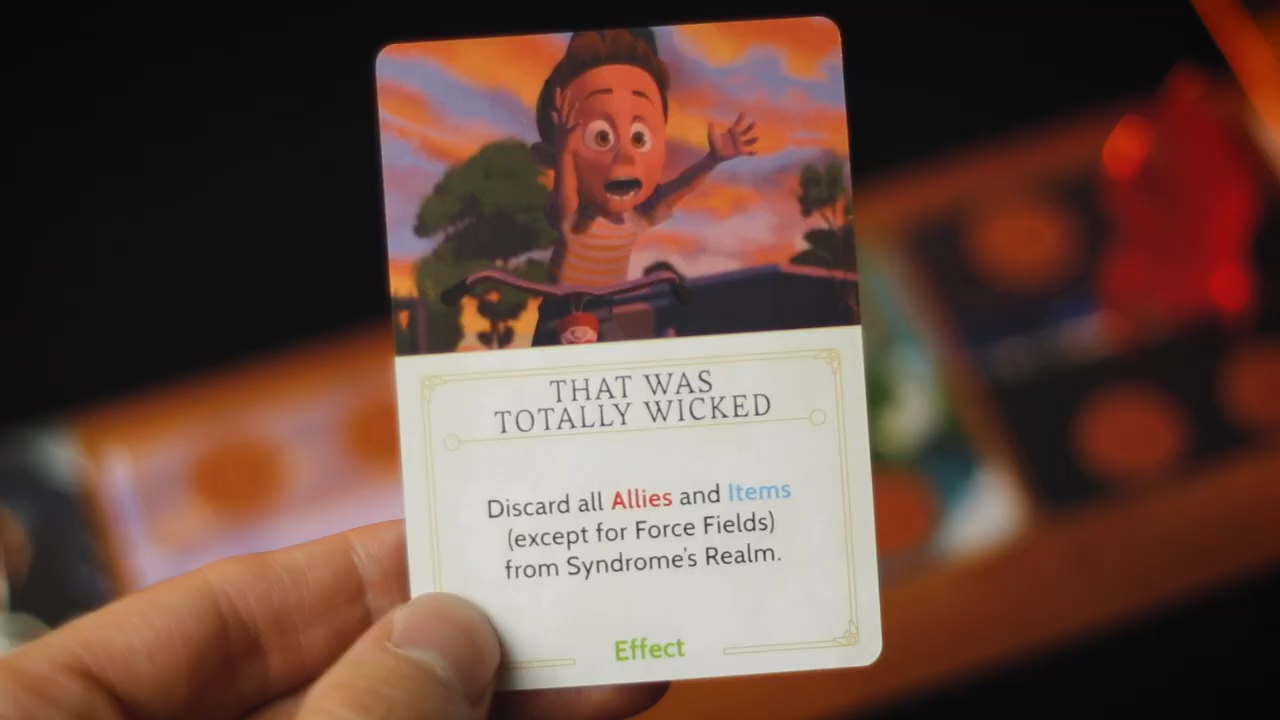 THAT WAS
TOTALLY WICKED
Discard all Allies and Items
(except for Force Fields)
from Syndrome's Realm.
Effect